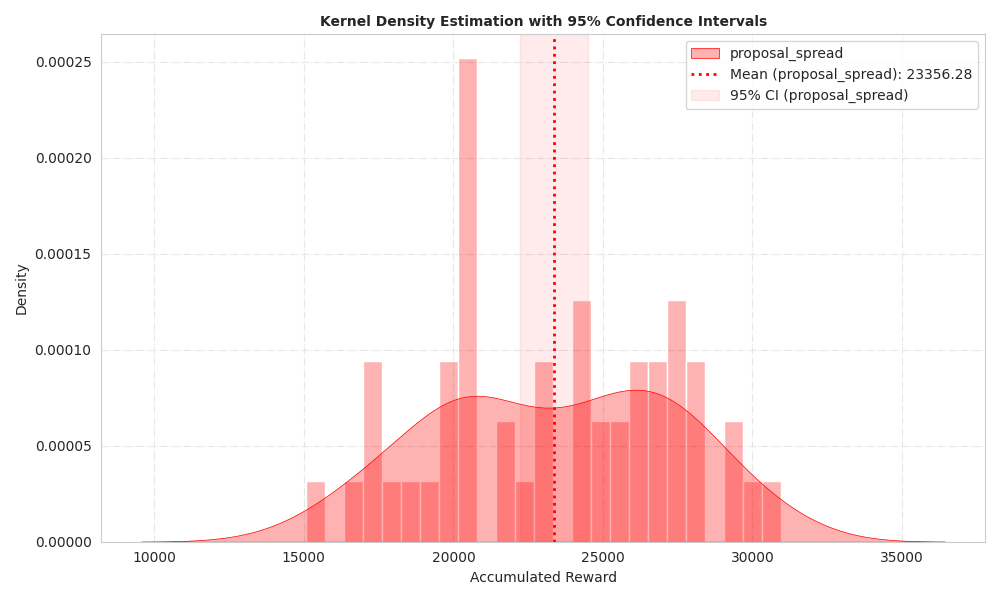 Kernel Density Estimation with 95% Confidence Intervals
proposal_spread
Mean (proposal_spread): 23356.28
95% CI (proposal_spread)
0.00025
0.00020
0.00015
0.00010
0.00005
0.00000
Density
10000 15000 20000 25000 30000 35000
Accumulated Reward